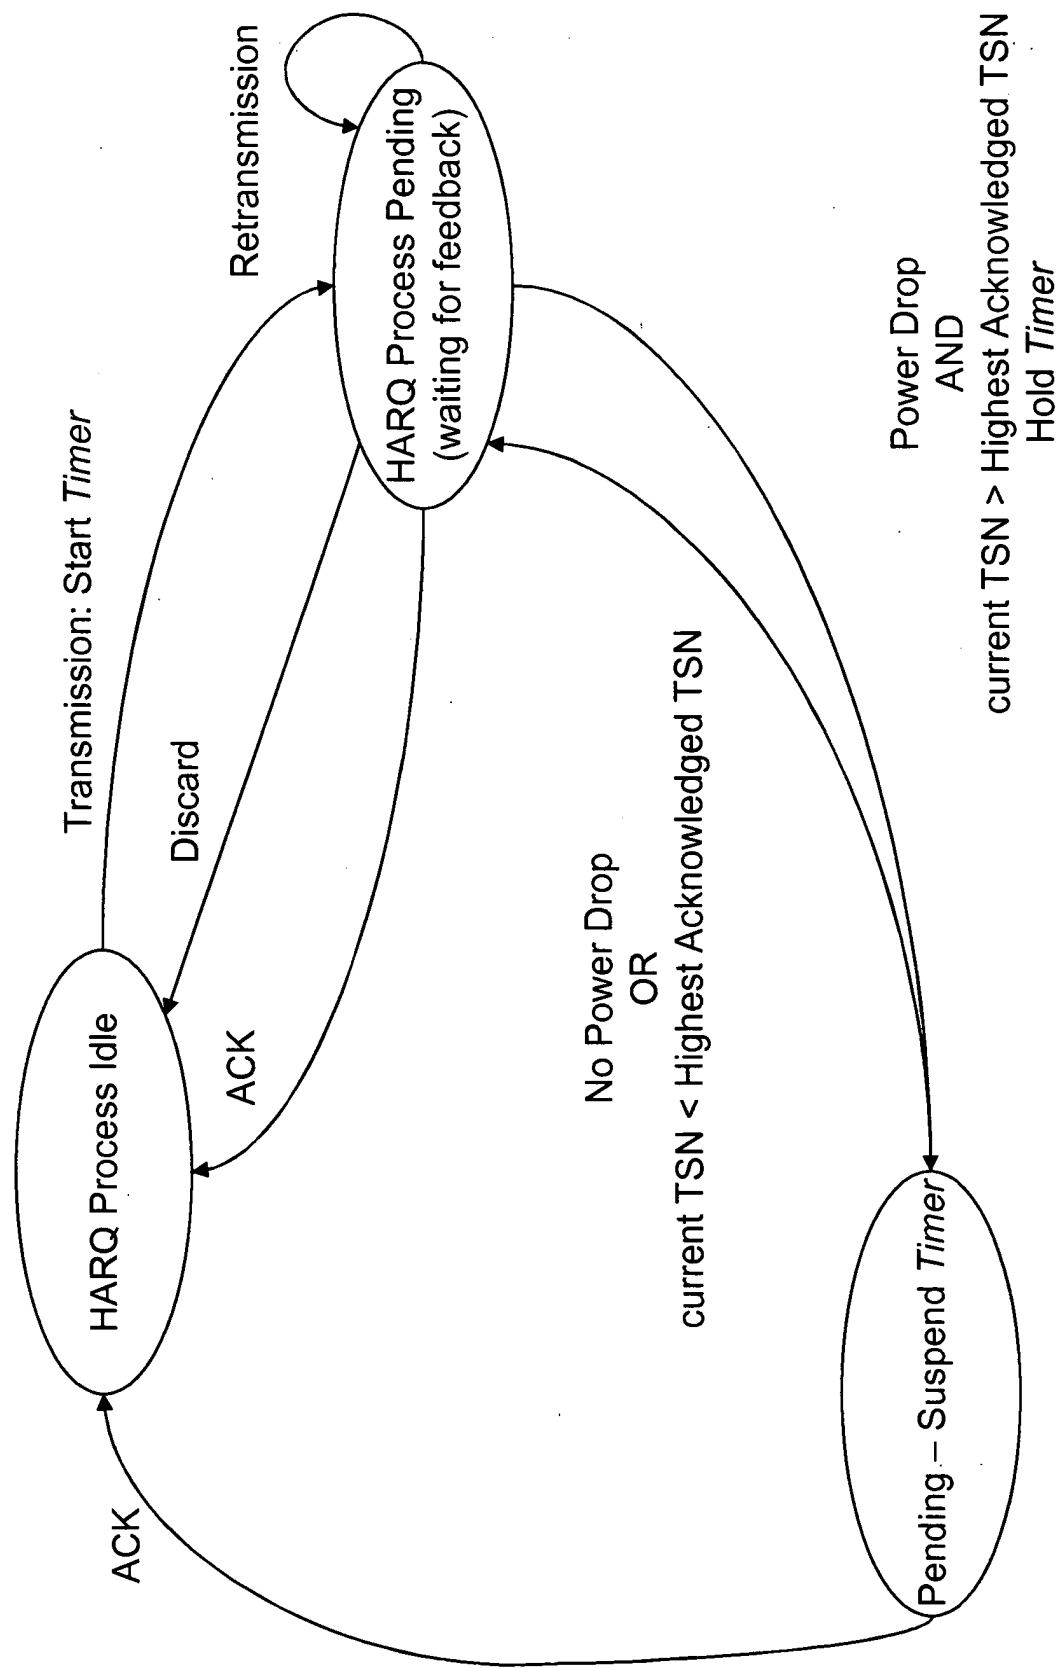 Transmission: Start Timer
Retransmission
HARQ Process Idle
Discard
ACK
HARQ Process Pending
(waiting for feedback)
ACK
No Power Drop
OR
current TSN < Highest Acknowledged TSN
Power Drop
AND
current TSN > Highest Acknowledged TSN
Hold Timer
Pending – Suspend Timer